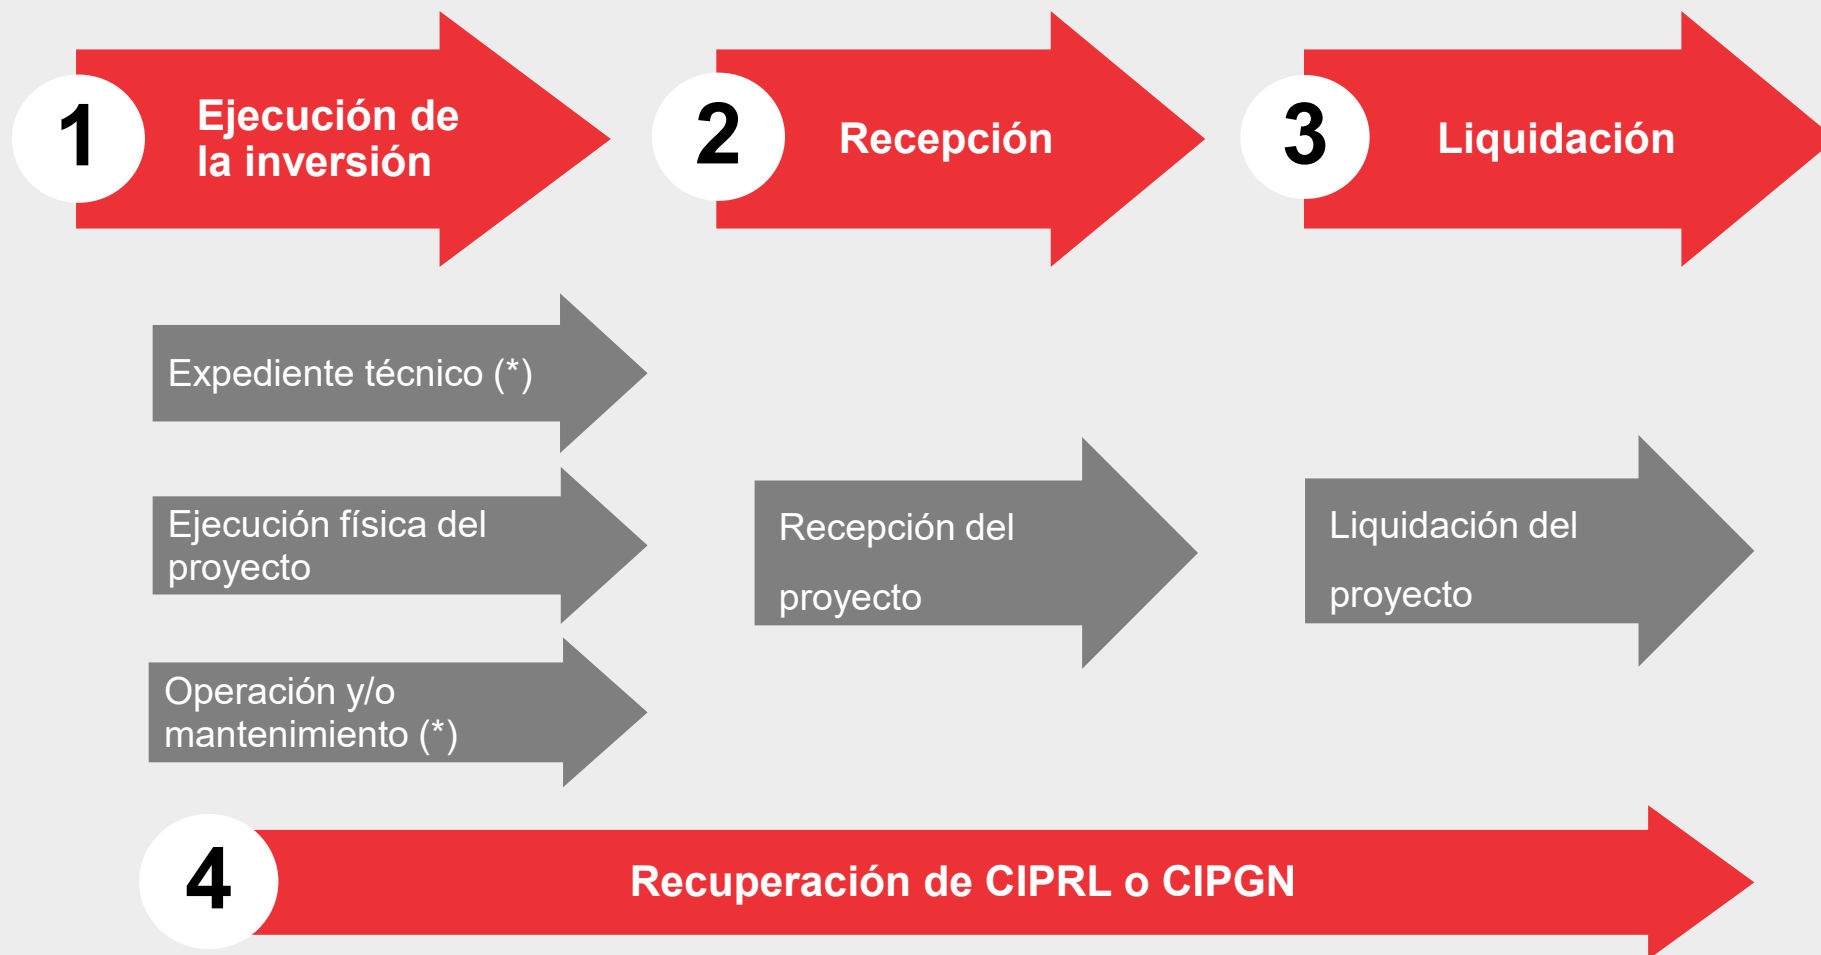 1
Ejecución de
la inversión
2
Recepción
3
Liquidación
Expediente técnico (*)
Ejecución física del
proyecto
Operación y/o
mantenimiento (*)
Recepción del
proyecto
Liquidación del
proyecto
4
Recuperación de CIPRL o CIPGN